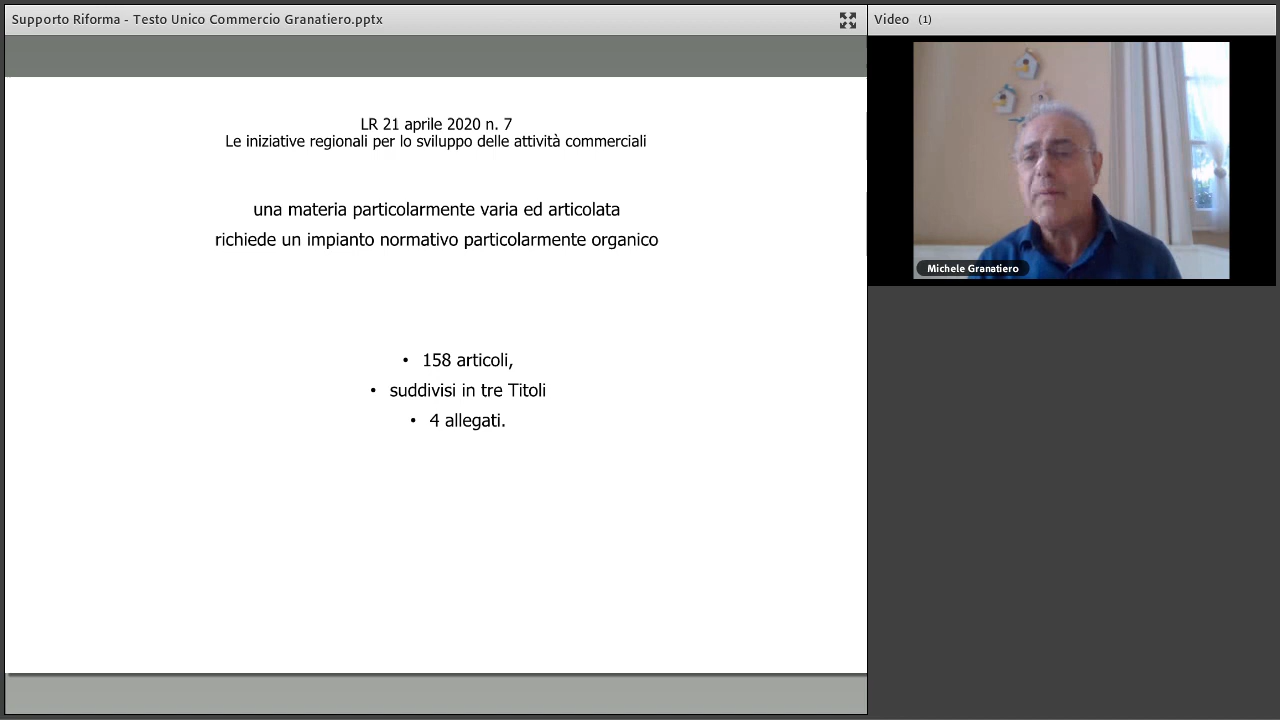 Supporto Riforma - Testo Unico Commercio Granatiero.pptx
Video (1)
LR 21 aprile 2020 n. 7
Le iniziative regionali per lo sviluppo delle attività commerciali
una materia particolarmente varia ed articolata
richiede un impianto normativo particolarmente organico
• 158 articoli,
• suddivisi in tre Titoli
• 4 allegati.
Michele Granatiero